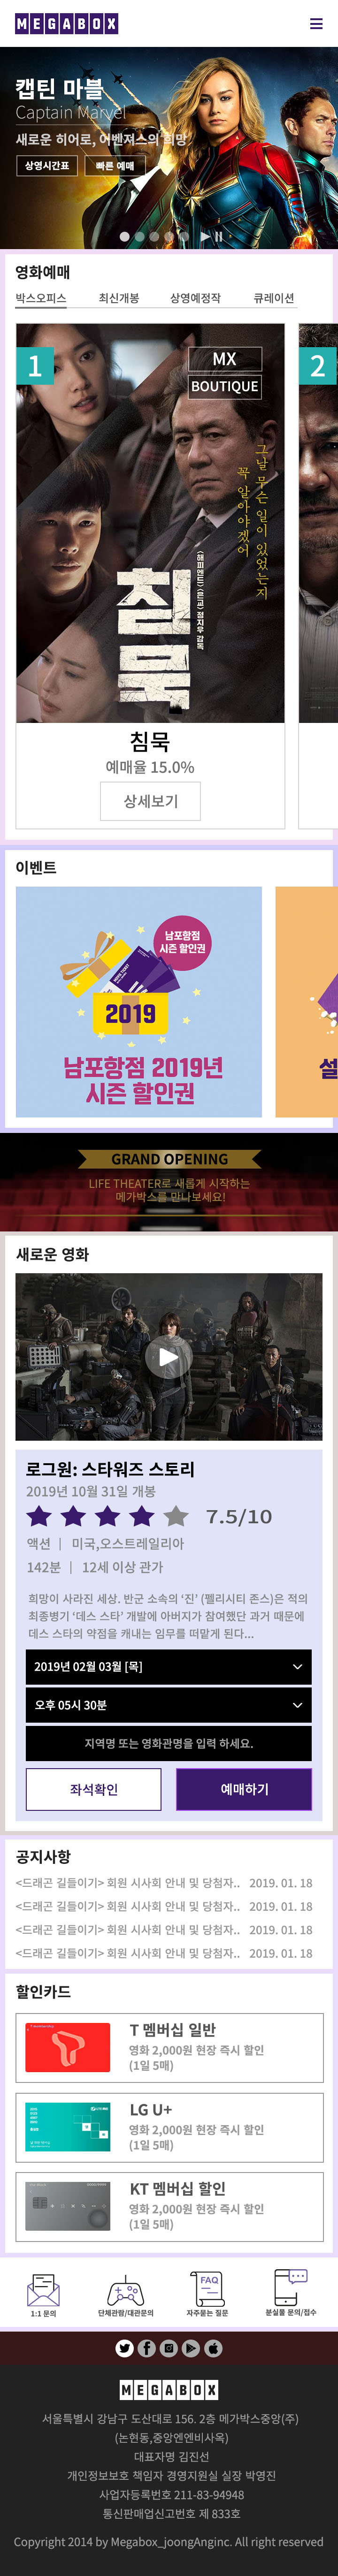 MEGABOX
캡틴 마블
Captain Marvel
새로운 히어로, 어벤져스의 희망
상영시간표 빠른 예매
영화예매
박스오피스 최신개봉 상영예정작 큐레이션
1
MX
BOUTIQUE
2
그날 무슨 일이 있었는지
꼭 알아야겠어
<해피엔드> <은교> 정지우 감독
침묵
침묵
예매율 15.0%
상세보기
이벤트
남포항점
시즌 할인권
2019
남포항점 2019년
시즌 할인권
설
GRAND OPENING
LIFE THEATER로 새롭게 시작하는
메가박스를 만나보세요!
새로운 영화
로그원: 스타워즈 스토리
2019년 10월 31일 개봉
7.5/10
액션 | 미국,오스트레일리아
142분 | 12세 이상 관가
희망이 사라진 세상. 반군 소속의 ‘진’ (펠리시티 존스)은 적의
최종병기 ‘데스 스타’ 개발에 아버지가 참여했단 과거 때문에
데스 스타의 약점을 캐내는 임무를 떠맡게 된다...
2019년 02월 03월 [목]
오후 05시 30분
지역명 또는 영화관명을 입력 하세요.
좌석확인 예매하기
공지사항
<드래곤 길들이기> 회원 시사회 안내 및 당첨자.. 2019. 01. 18
<드래곤 길들이기> 회원 시사회 안내 및 당첨자.. 2019. 01. 18
<드래곤 길들이기> 회원 시사회 안내 및 당첨자.. 2019. 01. 18
<드래곤 길들이기> 회원 시사회 안내 및 당첨자.. 2019. 01. 18
할인카드
T 멤버십 일반
영화 2,000원 현장 즉시 할인
(1일 5매)
LG U+
영화 2,000원 현장 즉시 할인
(1일 5매)
KT 멤버십 할인
영화 2,000원 현장 즉시 할인
(1일 5매)
FAQ
1:1 문의 단체관람/대관문의 자주묻는 질문 분실물 문의/접수
MEGABOX
서울특별시 강남구 도산대로 156. 2층 메가박스중앙(주)
(논현동,중앙엔엔비사옥)
대표자명 김진선
개인정보보호 책임자 경영지원실 실장 박영진
사업자등록번호 211-83-94948
통신판매업신고번호 제 833호
Copyright 2014 by Megabox_joongAnginc. All right reserved